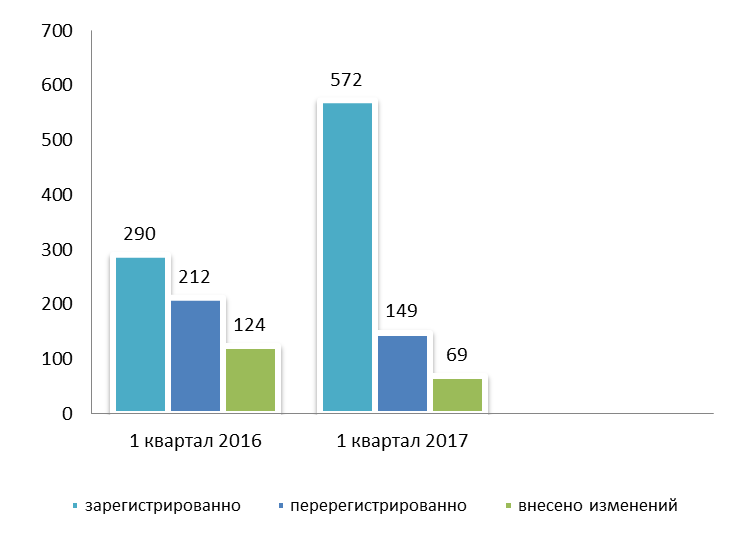 700
600
572
500
400
300
290
212
200
149
124
100
69
0
1 квартал 2016
1 квартал 2017
зарегистрированно
перерегистрированно
внесено изменений